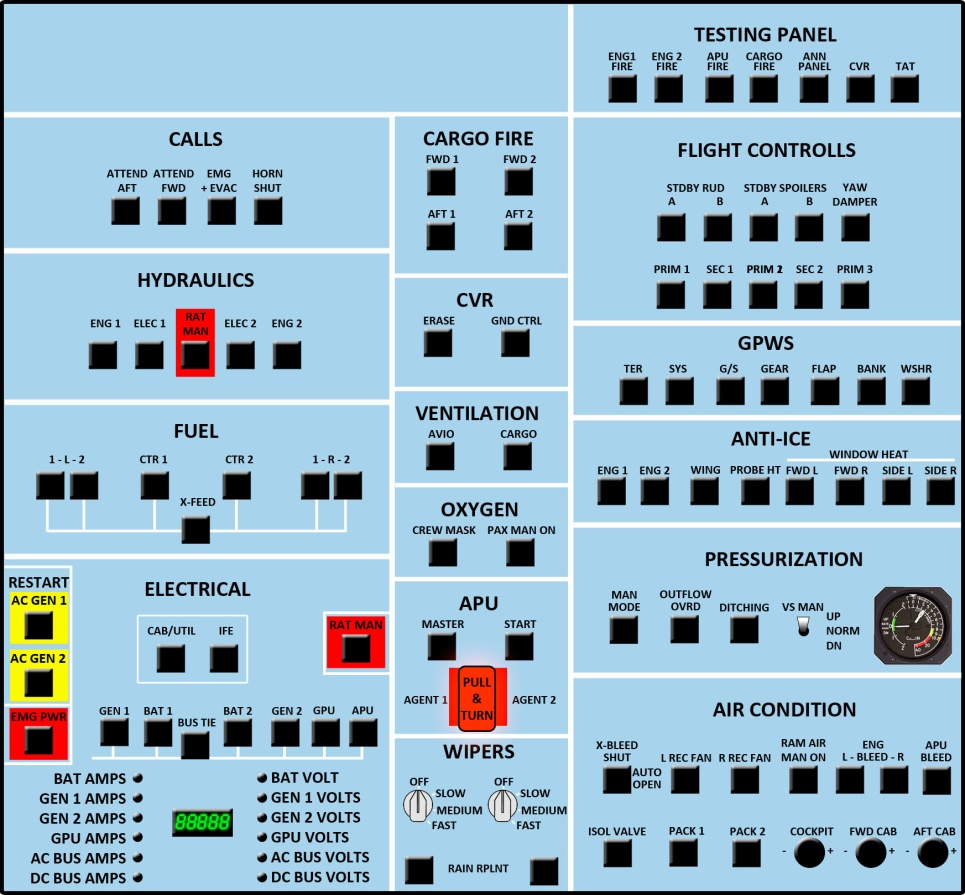 TESTING PANEL
ENG1 FIRE
ENG 2 FIRE
APU FIRE
CARGO FIRE
ANN PANEL
CVR
TAT
CALLS
ATTEND AFT
ATTEND FWD
EMG + EVAC
HORN SHUT
CARGO FIRE
FWD 1
FWD 2
AFT 1
AFT 2
FLIGHT CONTROLLS
STDBY RUD
A B
STDBY SPOILERS
A B
YAW DAMPER
PRIM 1
SEC 1
PRIM 2
SEC 2
PRIM 3
HYDRAULICS
ENG 1
ELEC 1
RAT MAN
ELEC 2
ENG 2
CVR
ERASE
GND CTRL
GPWS
TER
SYS
G/S
GEAR
FLAP
BANK
WSHR
FUEL
1 - L - 2
CTR 1
CTR 2
1 - R - 2
X-FEED
VENTILATION
AVIO
CARGO
ANTI-ICE
WINDOW HEAT
ENG 1
ENG 2
WING
PROBE HT
FWD L
FWD R
SIDE L
SIDE R
OXYGEN
CREW MASK
PAX MAN ON
PRESSURIZATION
MAN MODE
OUTFLOW OVRD
DITCHING
VS MAN
UP
NORM
DN
RESTART
AC GEN 1
AC GEN 2
EMG PWR
ELECTRICAL
CAB/UTIL
IFE
RAT MAN
GEN 1
BAT 1
BUS TIE
BAT 2
GEN 2
GPU
APU
BAT AMPS
GEN 1 AMPS
GEN 2 AMPS
GPU AMPS
AC BUS AMPS
DC BUS AMPS
88888
BAT VOLT
GEN 1 VOLTS
GEN 2 VOLTS
GPU VOLTS
AC BUS VOLTS
DC BUS VOLTS
APU
MASTER
START
AGENT 1
PULL
&
TURN
AGENT 2
WIPERS
OFF
SLOW
MEDIUM
FAST
OFF
SLOW
MEDIUM
FAST
RAIN RPLNT
AIR CONDITION
X-BLEED SHUT
AUTO
OPEN
L REC FAN
R REC FAN
RAM AIR MAN ON
ENG
L - BLEED - R
APU BLEED
ISOL VALVE
PACK 1
PACK 2
COCKPIT
- +
FWD CAB
- +
AFT CAB
- +